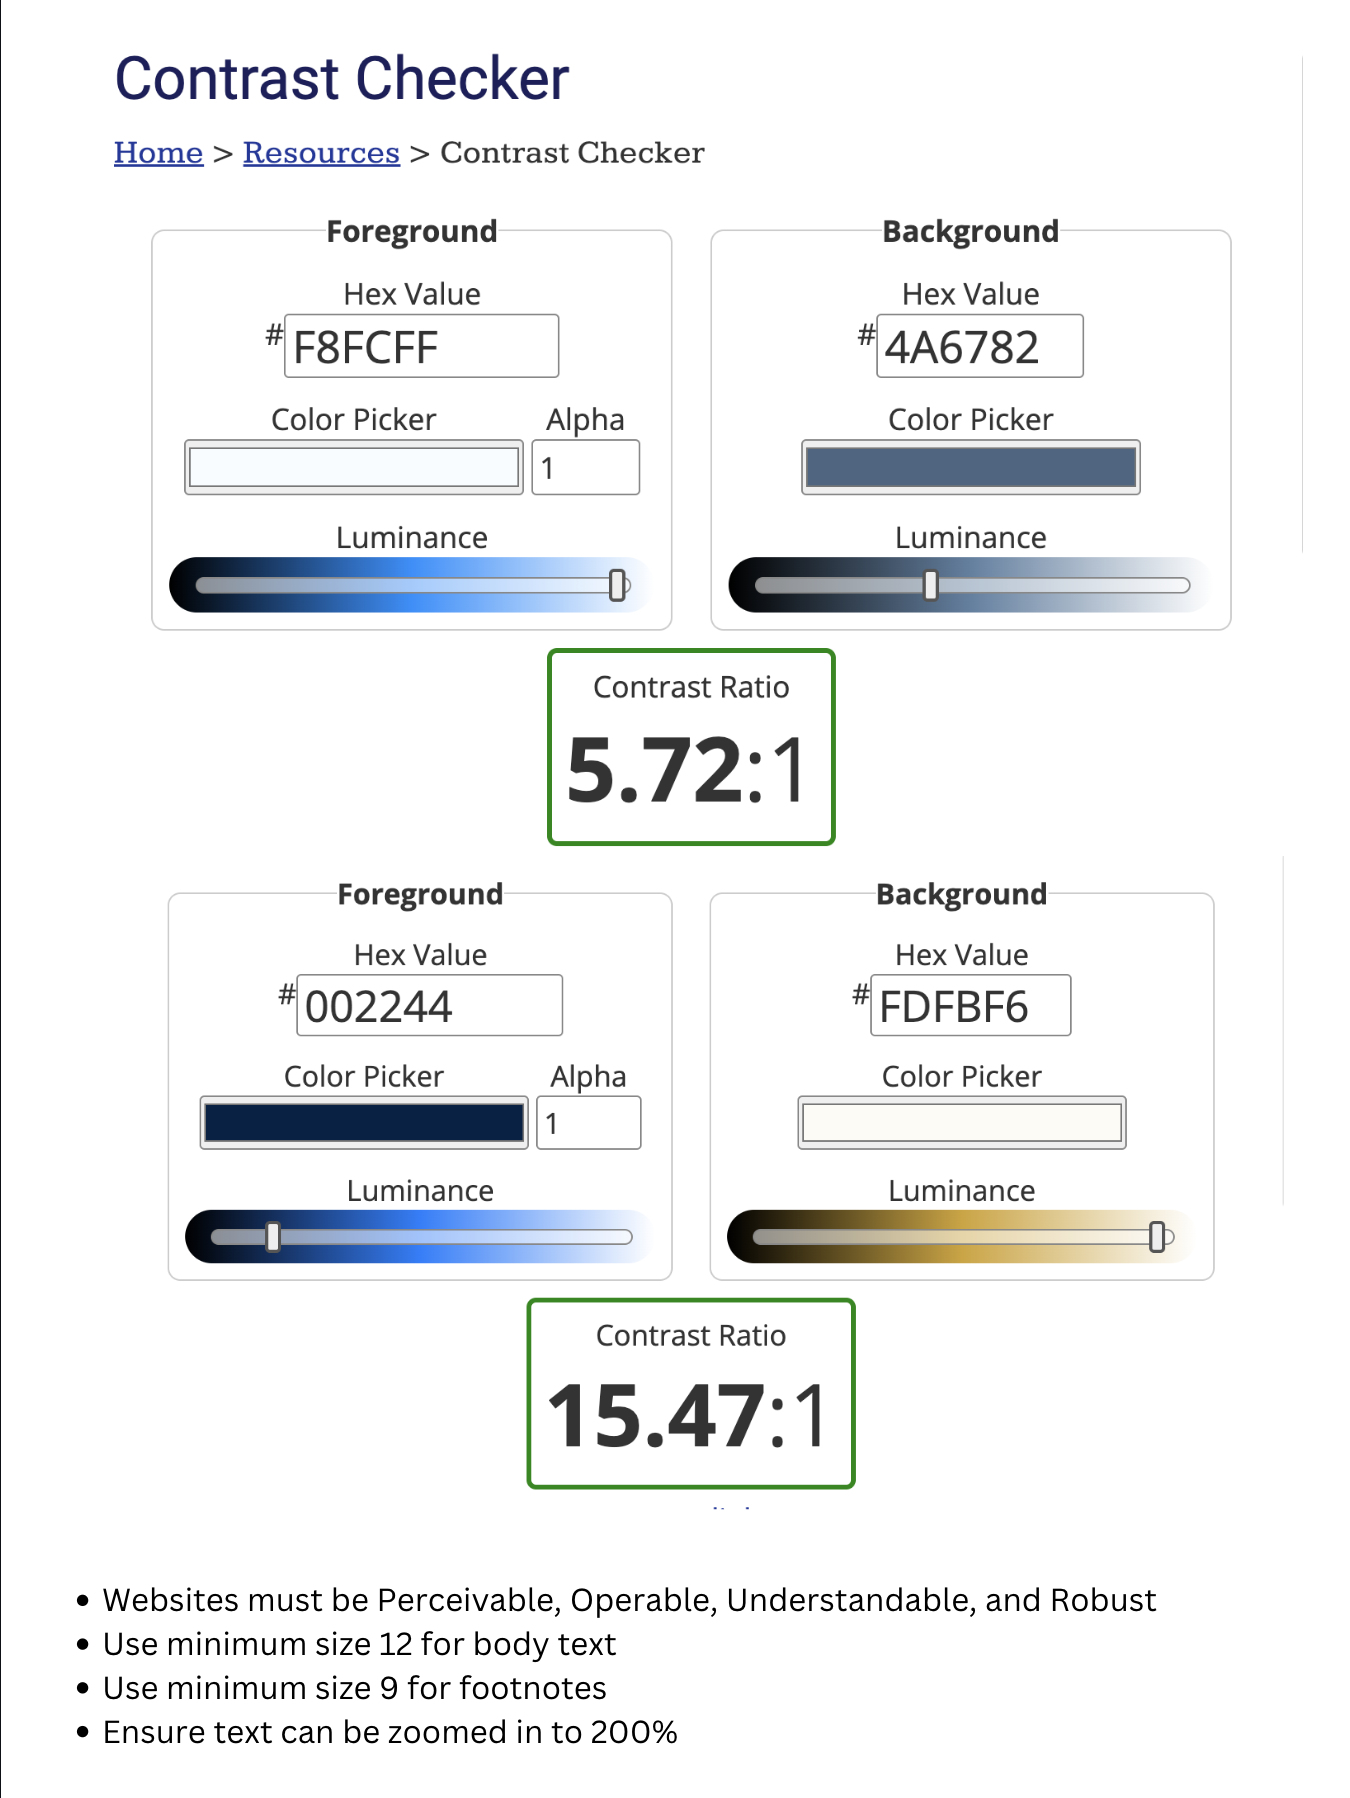 Contrast Checker
Home > Resources > Contrast Checker
Foreground
Hex Value
#F8FCFF
Color Picker Alpha
1
Luminance
Background
Hex Value
#4A6782
Color Picker
Luminance
Contrast Ratio
5.72:1
Foreground
Hex Value
#002244
Color Picker Alpha
1
Luminance
Background
Hex Value
#FDFBF6
Color Picker
Luminance
Contrast Ratio
15.47:1
• Websites must be Perceivable, Operable, Understandable, and Robust
• Use minimum size 12 for body text
• Use minimum size 9 for footnotes
• Ensure text can be zoomed in to 200%